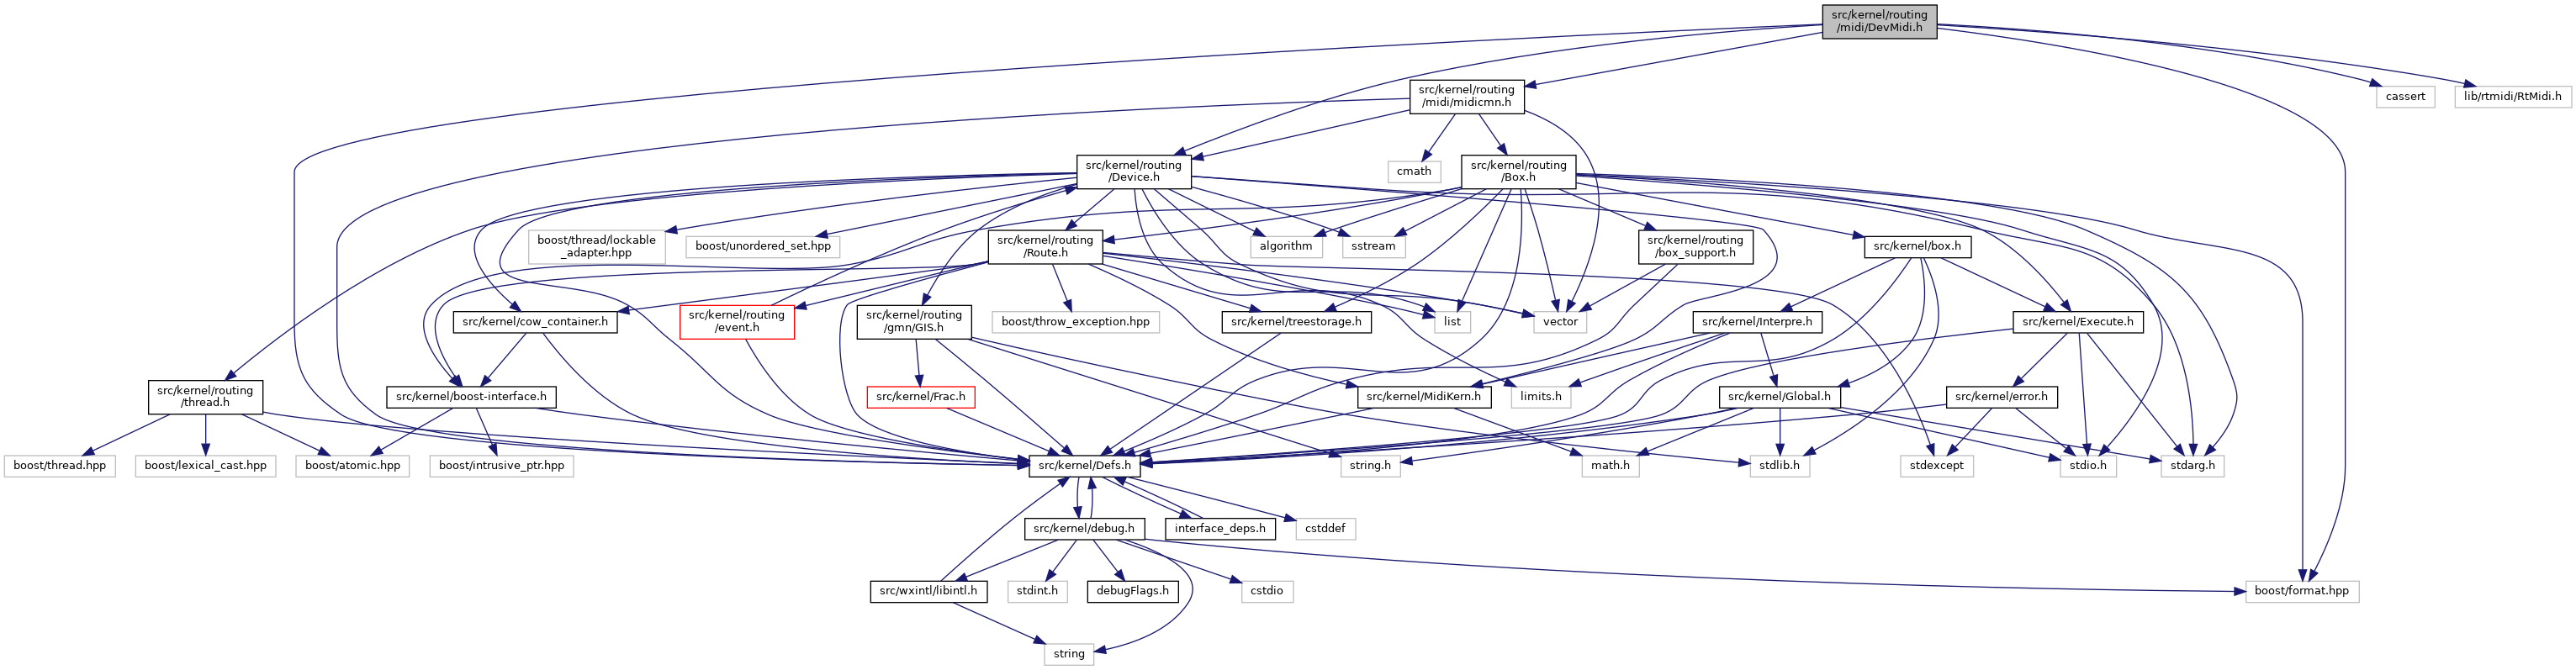 src/kernel/routing
/midi/DevMidi.h
src/kernel/routing
/midi/midicmn.h
cassert
lib/rtmidi/RtMidi.h
src/kernel/routing
/Device.h
cmath
src/kernel/routing
/Box.h
boost/thread/lockable
_adapter.hpp
boost/unordered_set.hpp
src/kernel/routing
/Route.h
algorithm
sstream
src/kernel/routing
/box_support.h
src/kernel/box.h
src/kernel/cow_container.h
src/kernel/routing
/event.h
src/kernel/routing
/gmn/GIS.h
boost/throw_exception.hpp
src/kernel/treestorage.h
list
vector
src/kernel/Interpre.h
src/kernel/Execute.h
src/kernel/routing
/thread.h
src/kernel/boost-interface.h
src/kernel/Frac.h
src/kernel/MidiKern.h
limits.h
src/kernel/Global.h
src/kernel/error.h
boost/thread.hpp
boost/lexical_cast.hpp
boost/atomic.hpp
boost/intrusive_ptr.hpp
src/kernel/Defs.h
string.h
math.h
stdlib.h
stdexcept
stdio.h
stdarg.h
src/kernel/debug.h
interface_deps.h
cstddef
src/wxintl/libintl.h
stdint.h
debugFlags.h
cstdio
boost/format.hpp
string